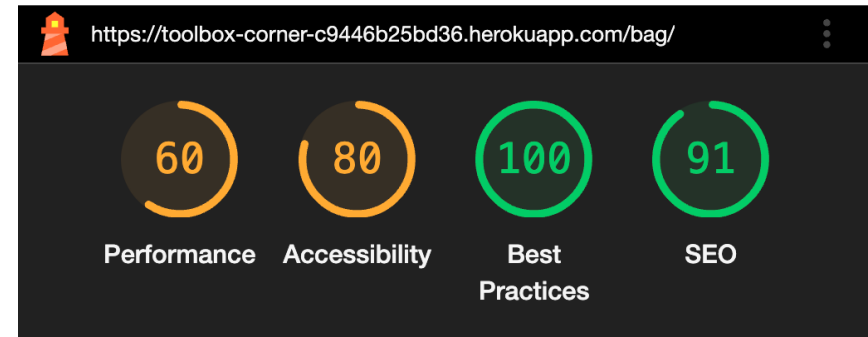 https://toolbox-corner-c9446b25bd36.herokuapp.com/bag/
60 80 100 91
Performance Accessibility Best Practices SEO